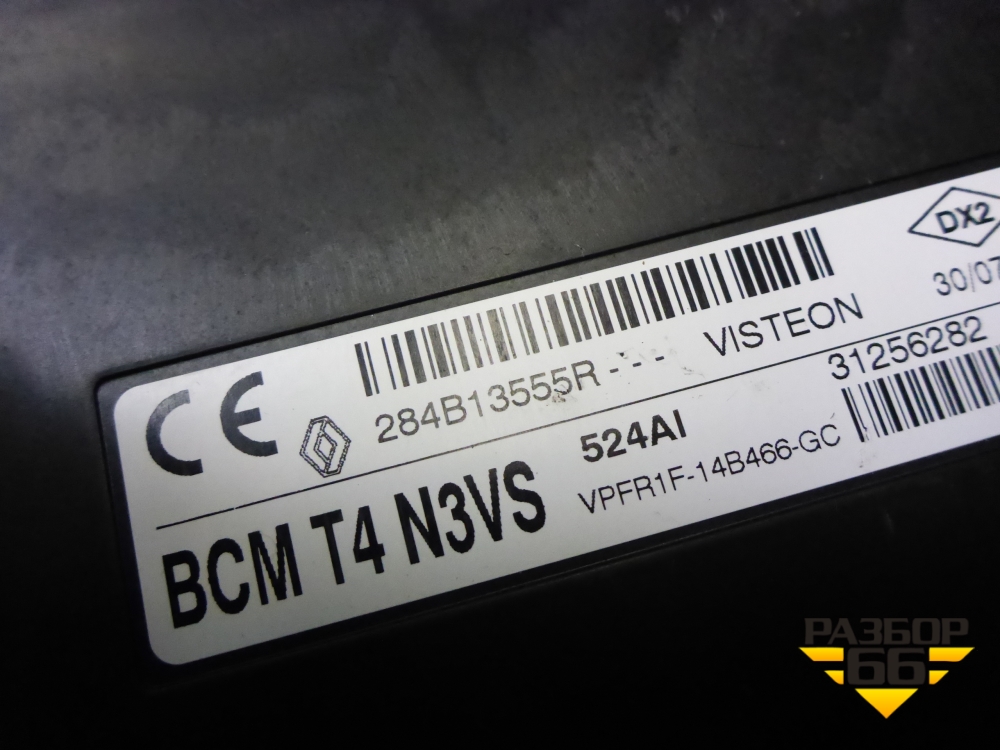 DX2
30/07
284B13555R - - -
VISTEON
31256282
524AI
VPFR1F-14B466-GC
BCM T4 N3VS
CE
РАЗБОР
66